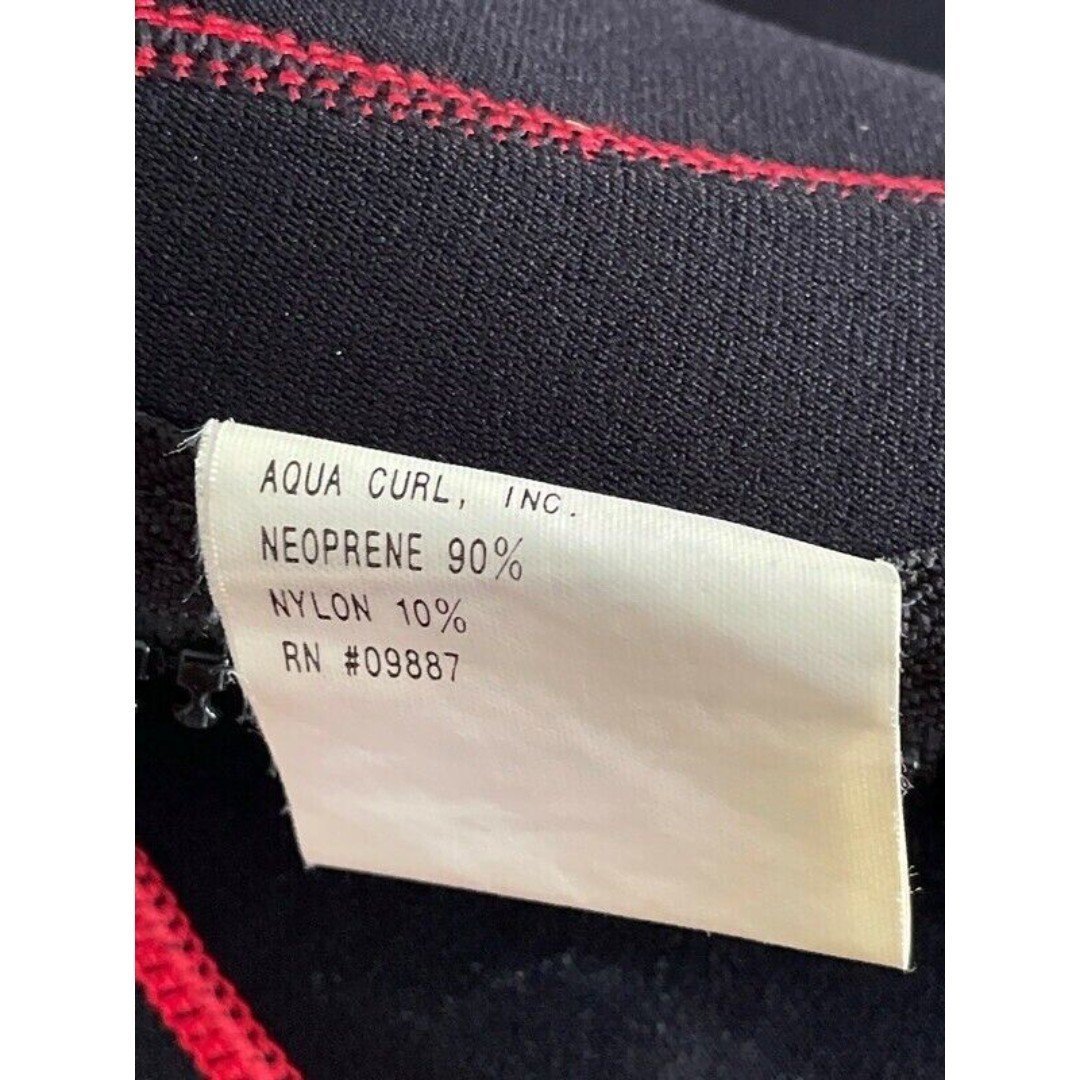 AQUA CURL, INC.
NEOPRENE 90%
NYLON 10%
RN #09887